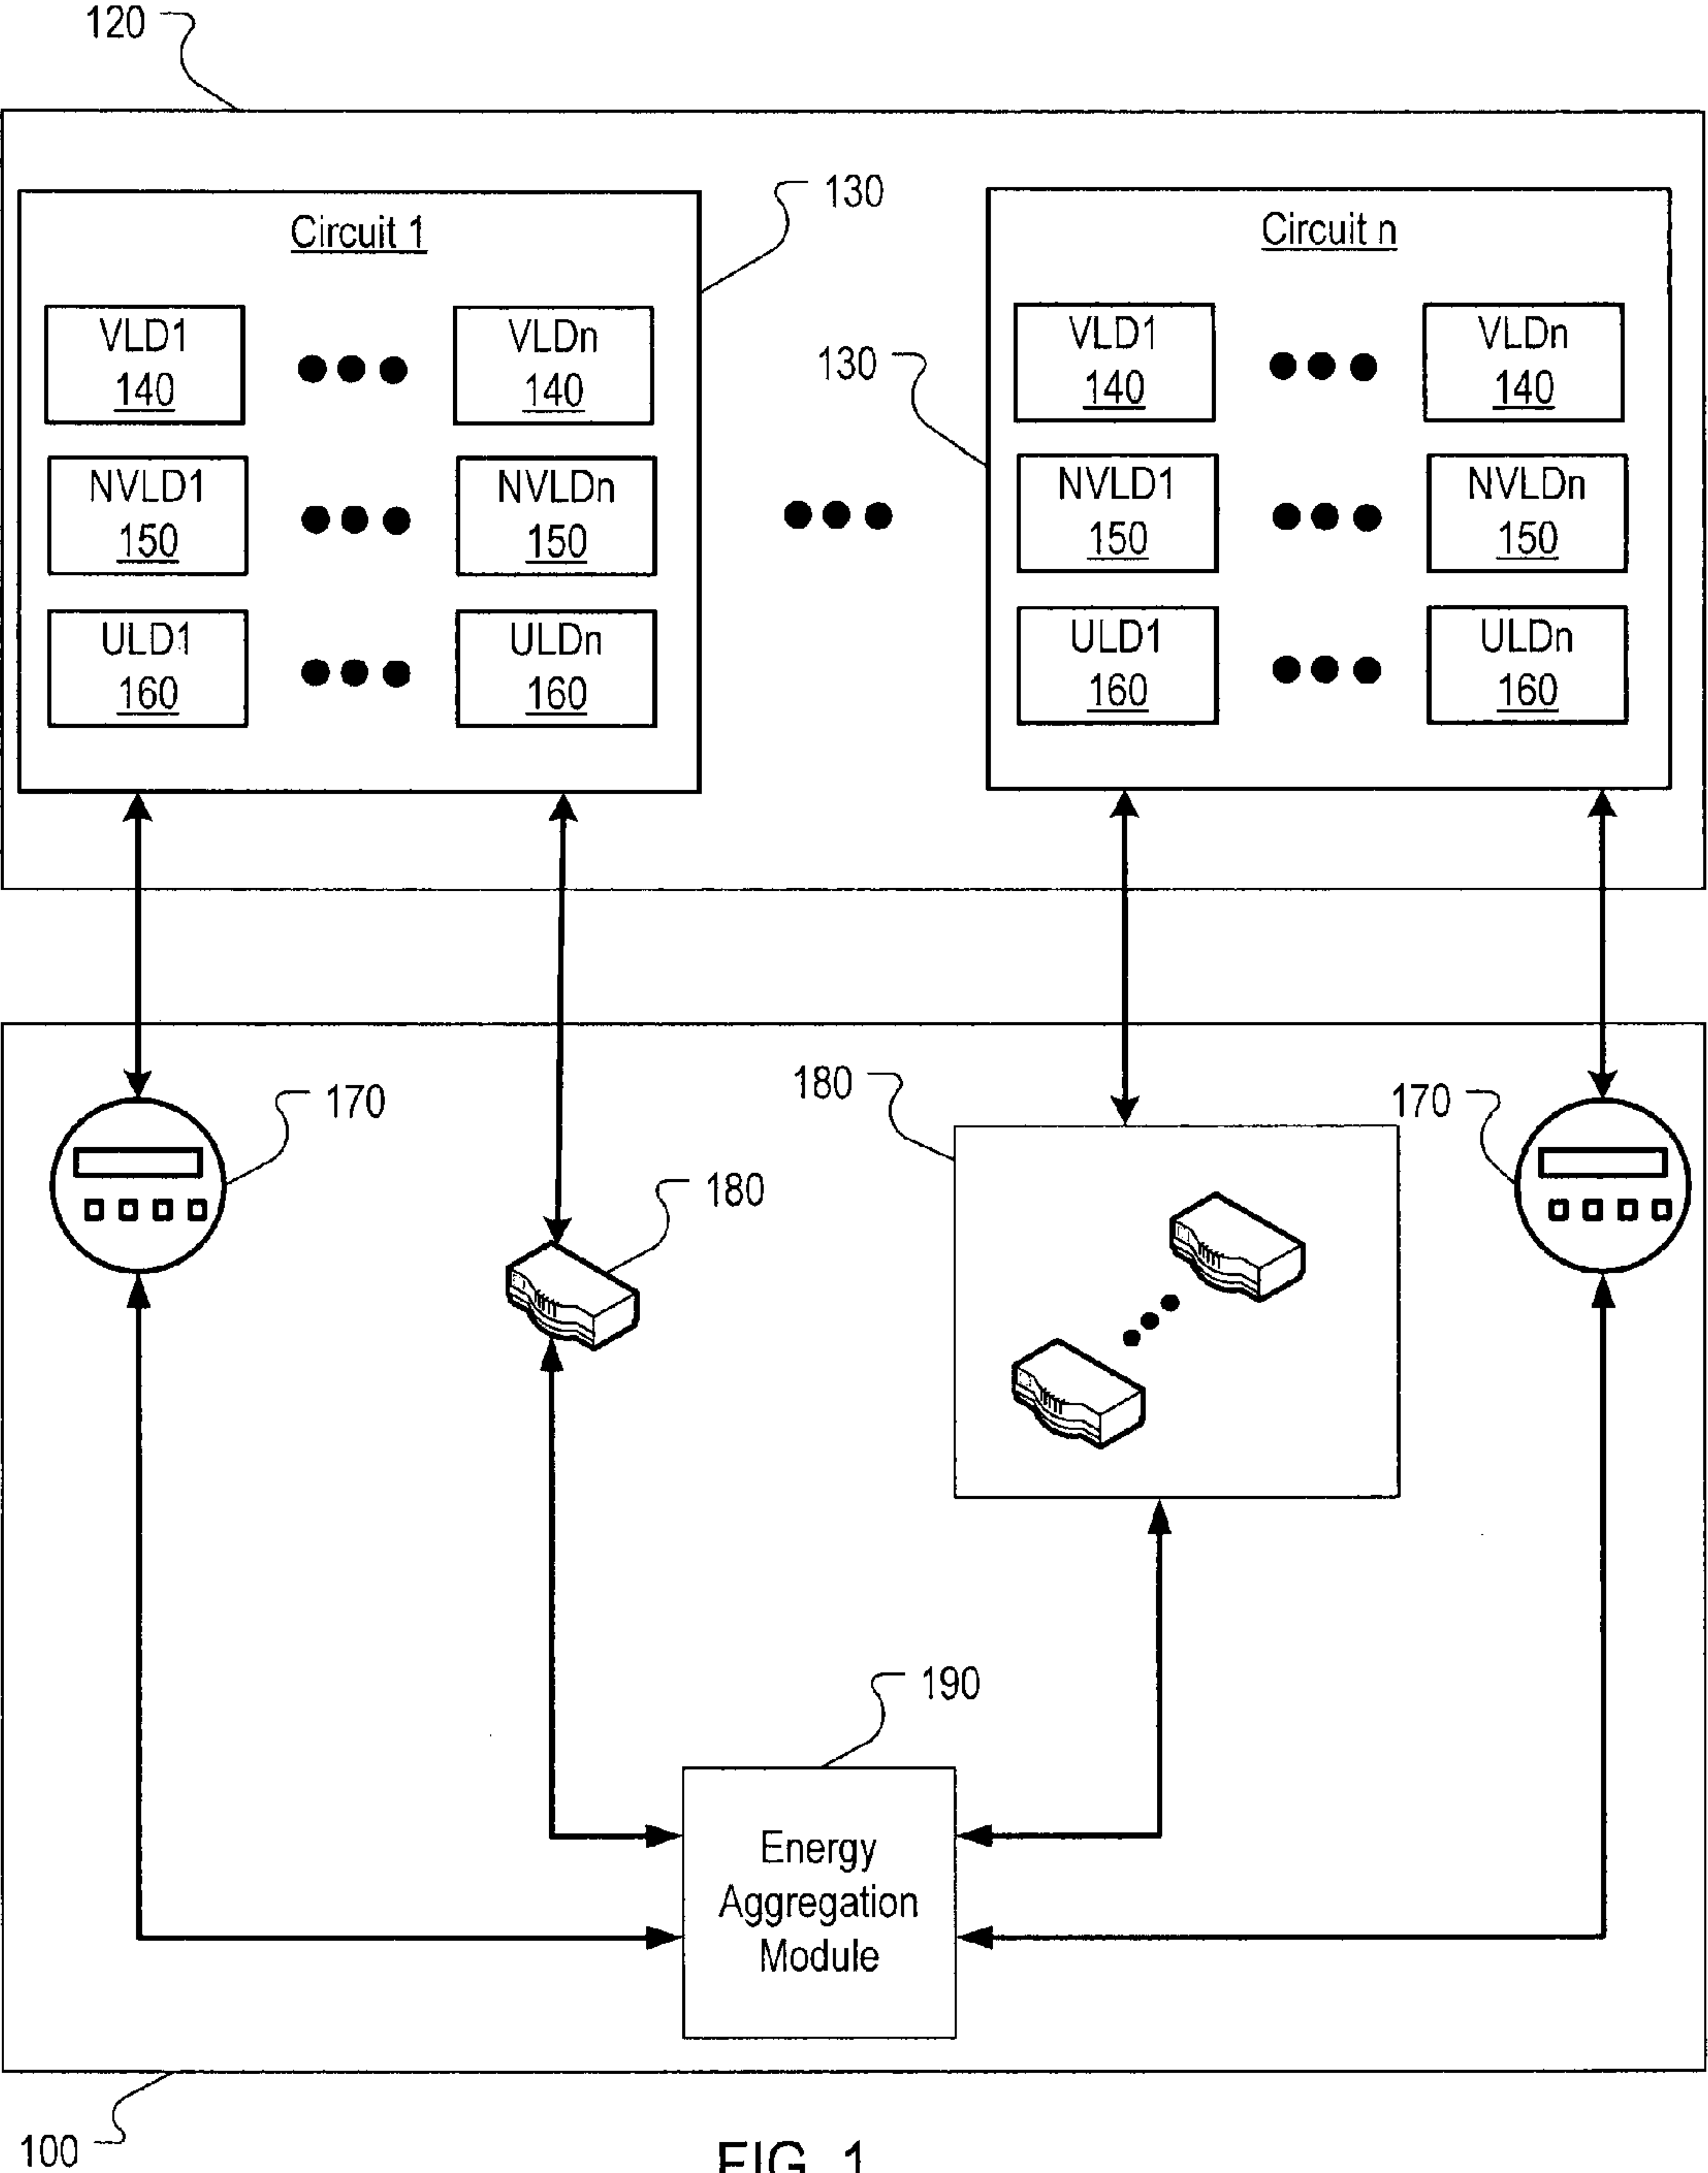 120
130
Circuit 1
Circuit n
VLD1
140
VLDn
140
130
VLD1
140
VLDn
140
NVLD1
150
NVLDn
150
NVLD1
150
NVLDn
150
ULD1
160
ULDn
160
ULD1
160
ULDn
160
170
180
180
170
190
Energy
Aggregation
Module
100
FIG. 1